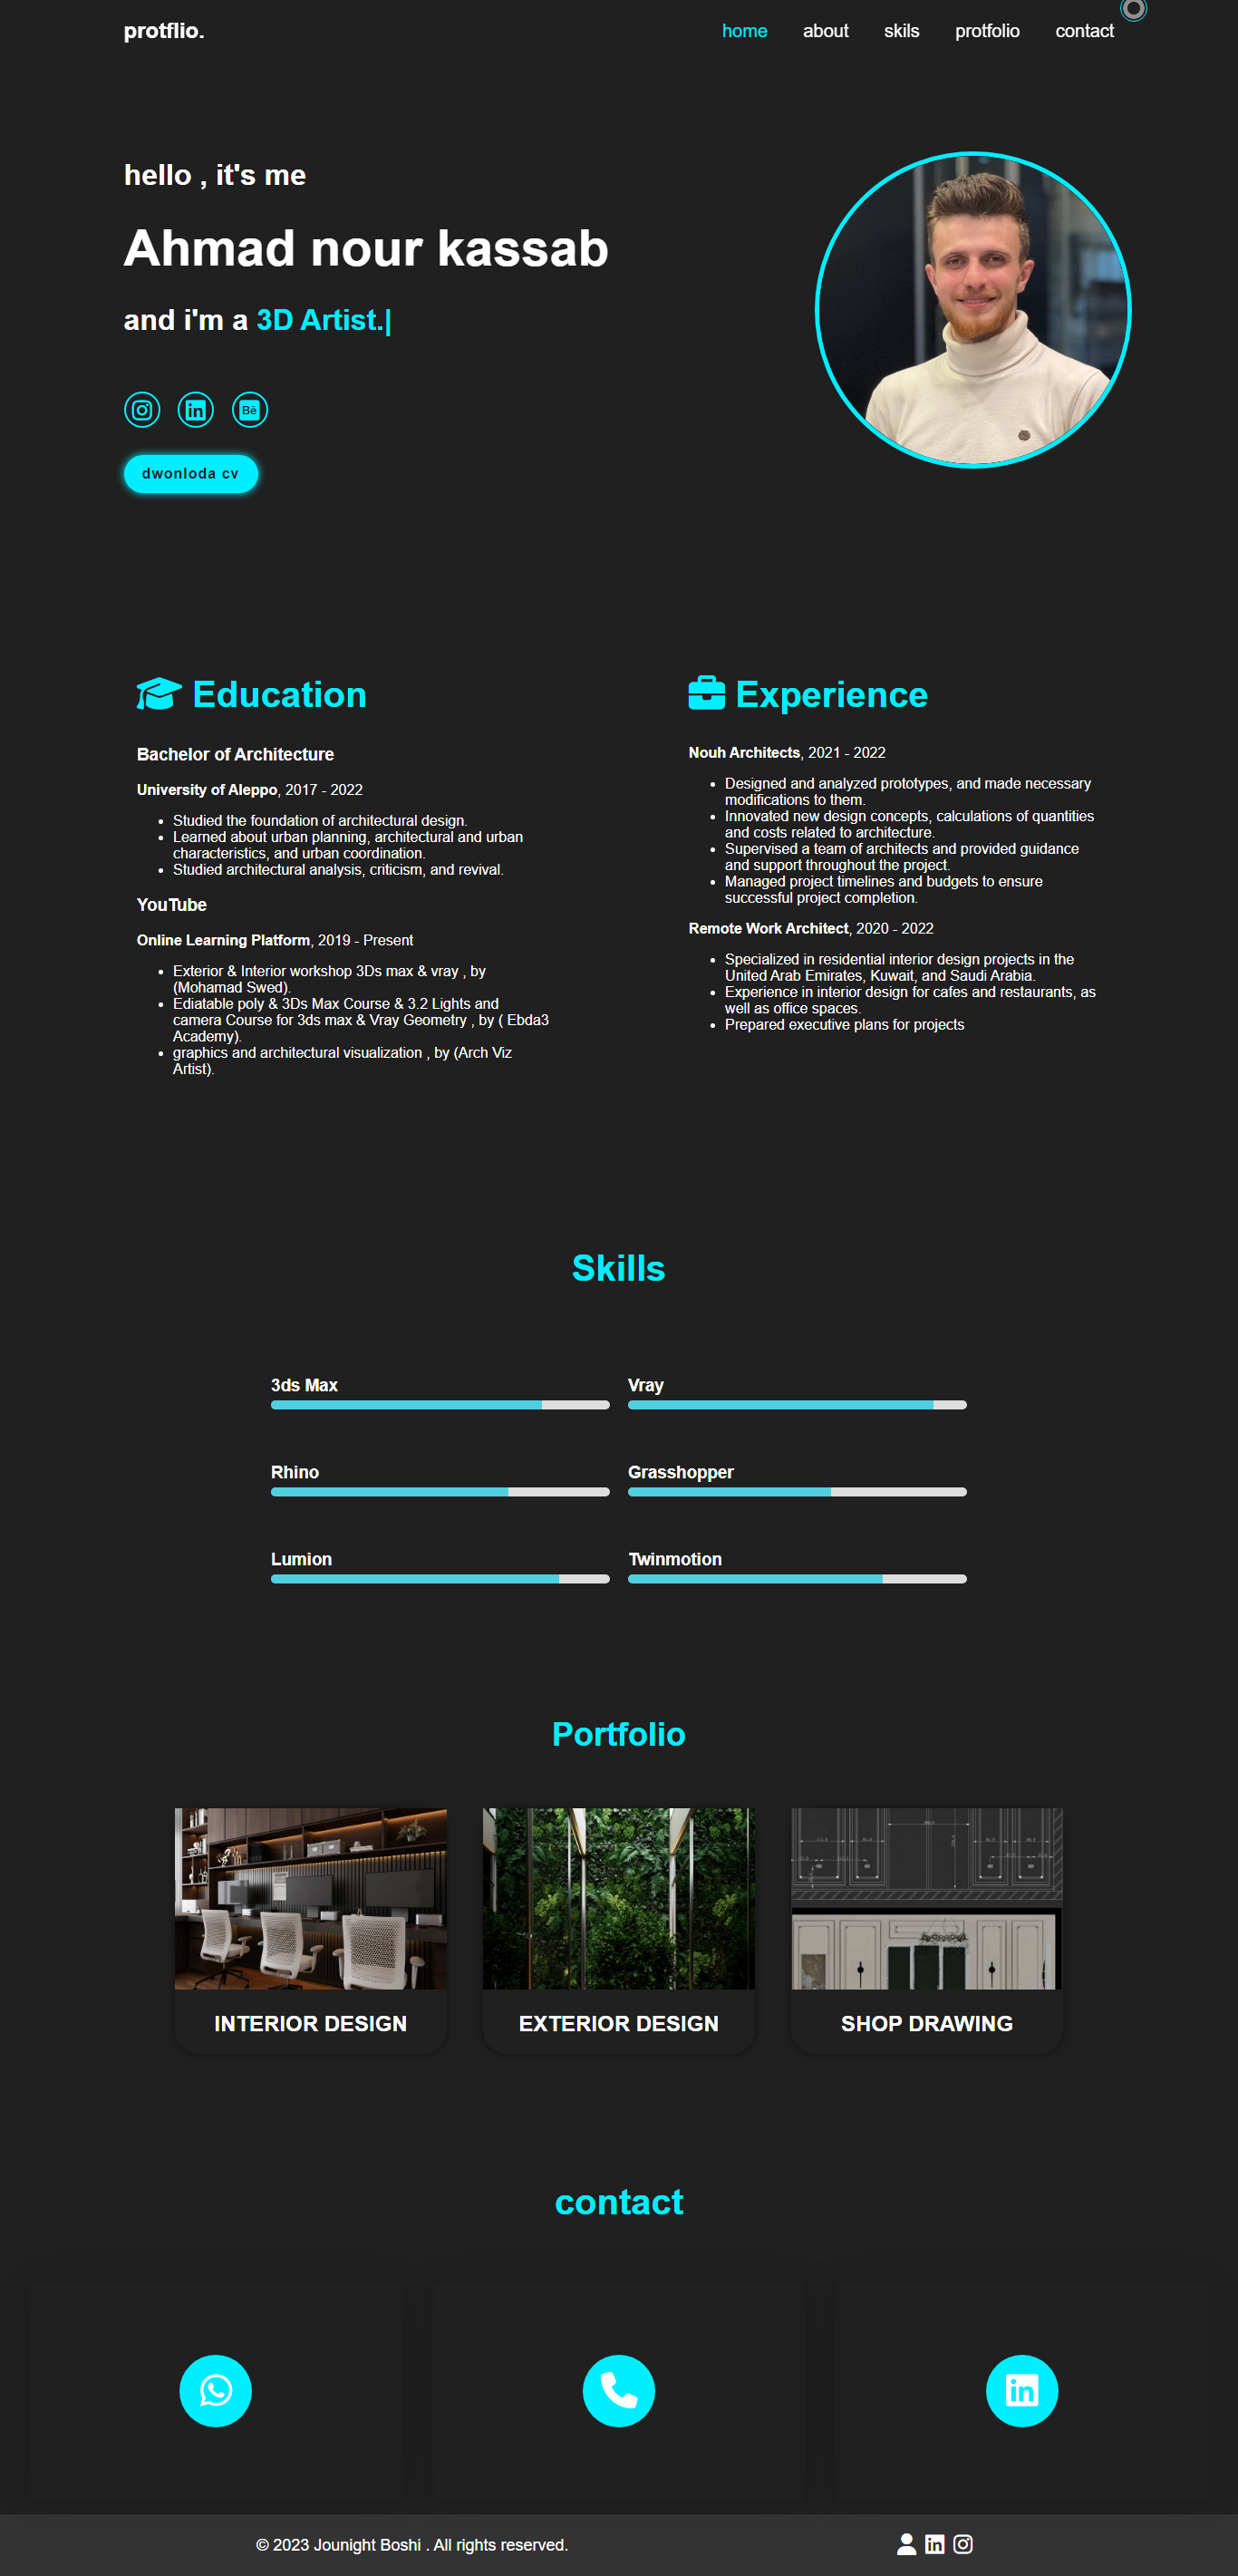 protflio.
home about skils protfolio contact
hello , it's me
Ahmad nour kassab
and i'm a 3D Artist.|
dwonloda cv
Education
Bachelor of Architecture
University of Aleppo, 2017 - 2022
Studied the foundation of architectural design.
Learned about urban planning, architectural and urban
characteristics, and urban coordination.
Studied architectural analysis, criticism, and revival.
YouTube
Online Learning Platform, 2019 - Present
Exterior & Interior workshop 3Ds max & vray , by
(Mohamad Swed).
Ediatable poly & 3Ds Max Course & 3.2 Lights and
camera Course for 3ds max & Vray Geometry , by ( Ebda3
Academy).
graphics and architectural visualization , by (Arch Viz
Artist).
Experience
Nouh Architects, 2021 - 2022
Designed and analyzed prototypes, and made necessary
modifications to them.
Innovated new design concepts, calculations of quantities
and costs related to architecture.
Supervised a team of architects and provided guidance
and support throughout the project.
Managed project timelines and budgets to ensure
successful project completion.
Remote Work Architect, 2020 - 2022
Specialized in residential interior design projects in the
United Arab Emirates, Kuwait, and Saudi Arabia.
Experience in interior design for cafes and restaurants, as
well as office spaces.
Prepared executive plans for projects
Skills
3ds Max
Vray
Rhino
Grasshopper
Lumion
Twinmotion
Portfolio
INTERIOR DESIGN
EXTERIOR DESIGN
SHOP DRAWING
contact
© 2023 Jounight Boshi . All rights reserved.